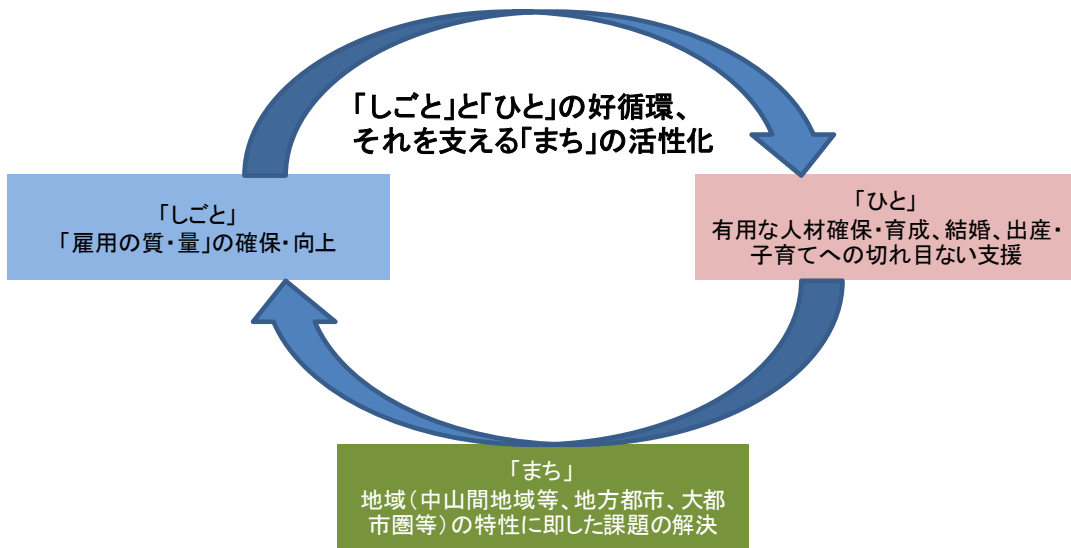 「しごと」と「ひと」の好循環、
それを支える「まち」の活性化
「しごと」
「雇用の質・量」の確保・向上
「ひと」
有用な人材確保・育成、結婚、出産・
子育てへの切れ目ない支援
「まち」
地域（中山間地域等、地方都市、大都
市圏等）の特性に即した課題の解決